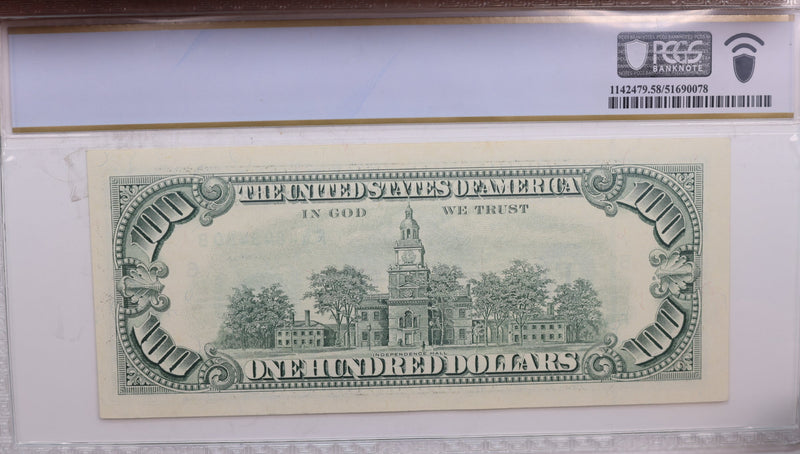 PCGS
BANKNOTE
1142479.58/51690078
THE UNITED STATES OF AMERICA
IN GOD WE TRUST
100 100
INDEPENDENCE HALL
100 100
ONE HUNDRED DOLLARS